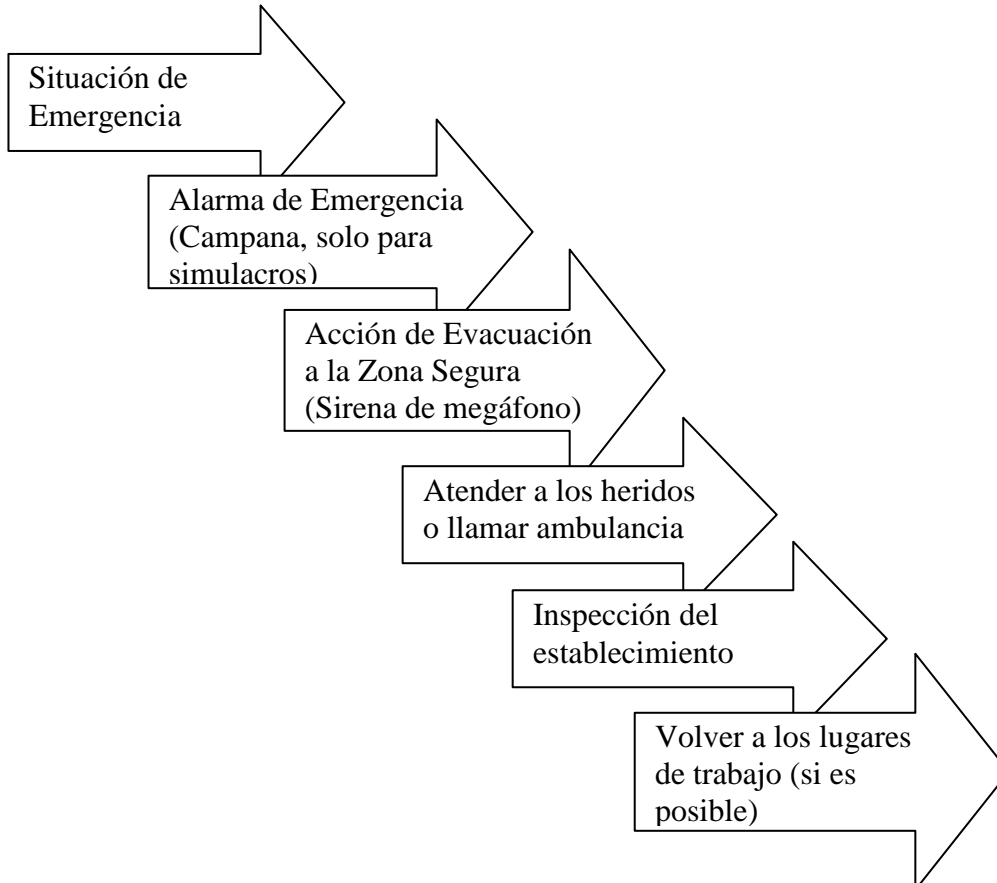 Situación de
Emergencia
Alarma de Emergencia
(Campana, solo para
simulacros)
Acción de Evacuación
a la Zona Segura
(Sirena de megáfono)
Atender a los heridos
o llamar ambulancia
Inspección del
establecimiento
Volver a los lugares
de trabajo (si es
posible)